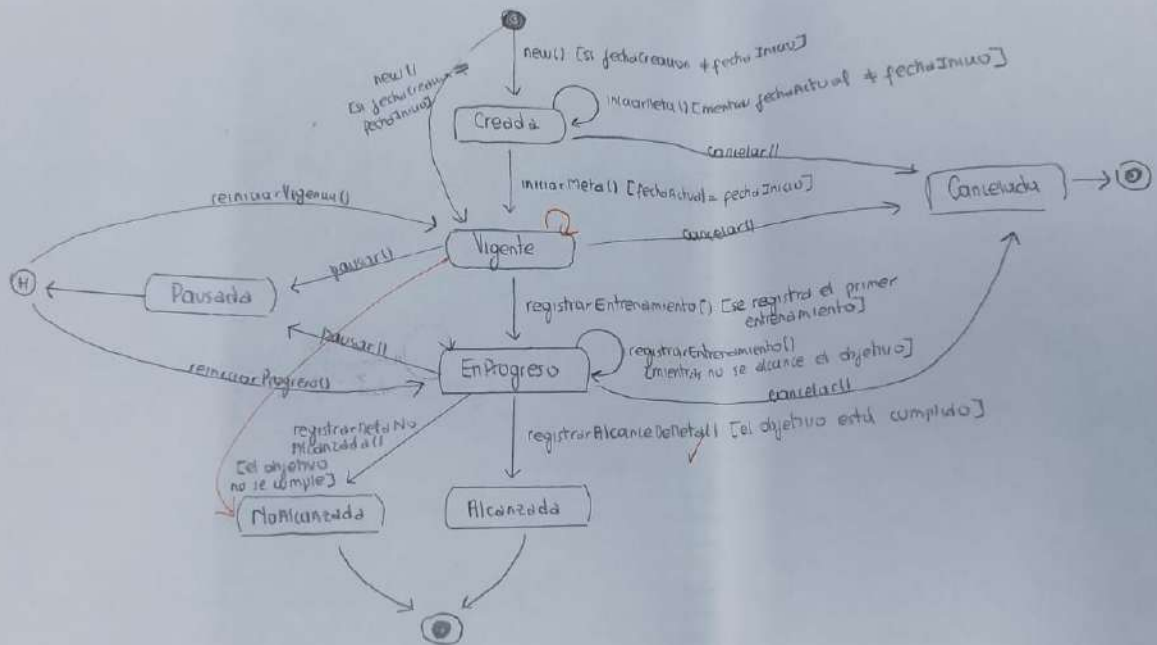 new() [si fechaCreacion ≠ fechaInicio]
new()
[si fechaCreacion =
fechaInicio]
iniciarMeta() [mientras fechaActual ≠ fechaInicio]
Creada
cancelar()
iniciarMeta() [fechaActual = fechaInicio]
Cancelada
reiniciarVigencia()
Vigente
cancelar()
pausar()
H
Pausada
registrarEntrenamiento() [se registra el primer
entrenamiento]
pausar()
registrarEntrenamiento()
[mientras no se alcance el objetivo]
EnProgreso
reiniciarProgreso()
cancelar()
registrarMetaNo
Alcanzada()
[el objetivo
no se cumple]
registrarAlcanceDeMeta() [el objetivo está cumplido]
NoAlcanzada
Alcanzada